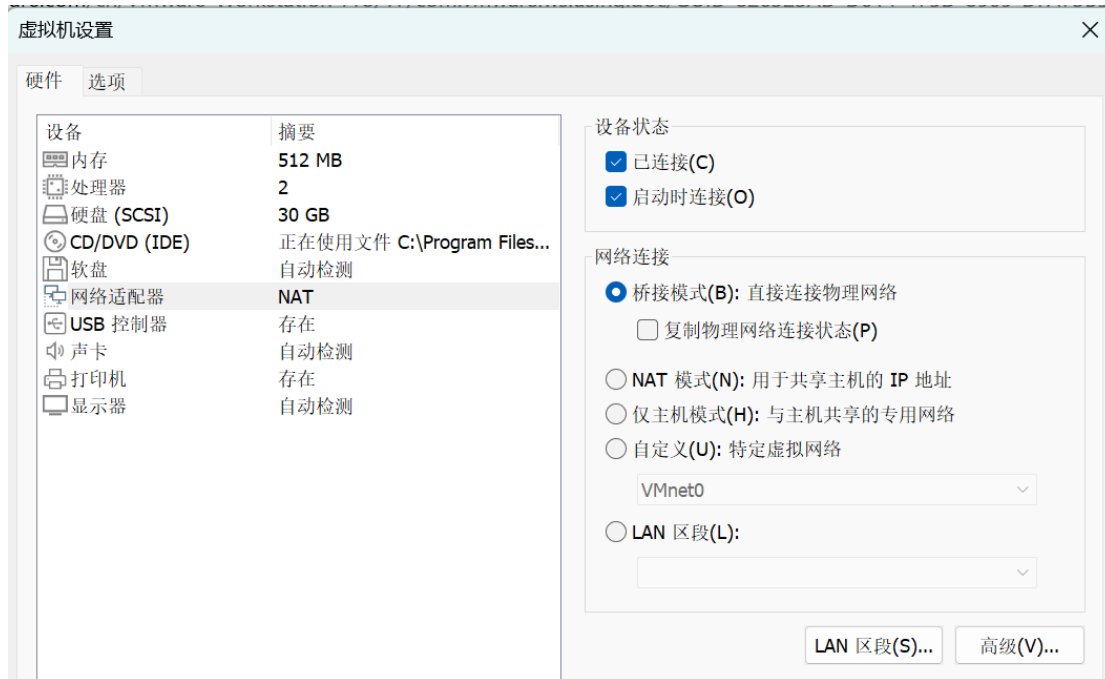 虚拟机设置
硬件 选项
设备 摘要
内存 512 MB
处理器 2
硬盘 (SCSI) 30 GB
CD/DVD (IDE) 正在使用文件 C:\Program Files...
软盘 自动检测
网络适配器 NAT
USB 控制器 存在
声卡 自动检测
打印机 存在
显示器 自动检测
设备状态
已连接(C)
启动时连接(O)
网络连接
桥接模式(B): 直接连接物理网络
复制物理网络连接状态(P)
NAT 模式(N): 用于共享主机的 IP 地址
仅主机模式(H): 与主机共享的专用网络
自定义(U): 特定虚拟网络
VMnet0
LAN 区段(L):
LAN 区段(S)... 高级(V)...